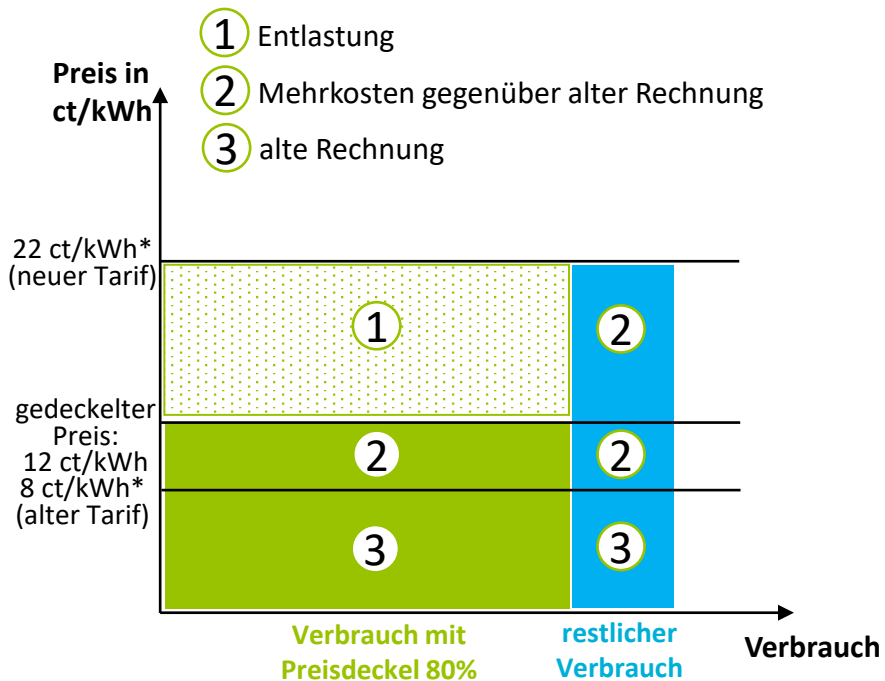 1 Entlastung
2 Mehrkosten gegenüber alter Rechnung
3 alte Rechnung
Preis in
ct/kWh
22 ct/kWh*
(neuer Tarif)
1
2
gedeckelter
Preis:
12 ct/kWh
2
2
8 ct/kWh*
(alter Tarif)
3
3
Verbrauch mit
Preisdeckel 80%
restlicher
Verbrauch
Verbrauch